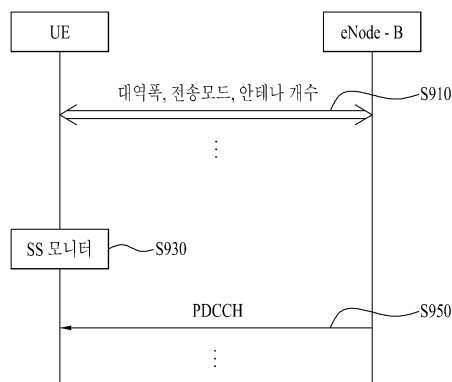 UE
eNode - B
대역폭, 전송모드, 안테나 개수
S910
SS 모니터
S930
PDCCH
S950